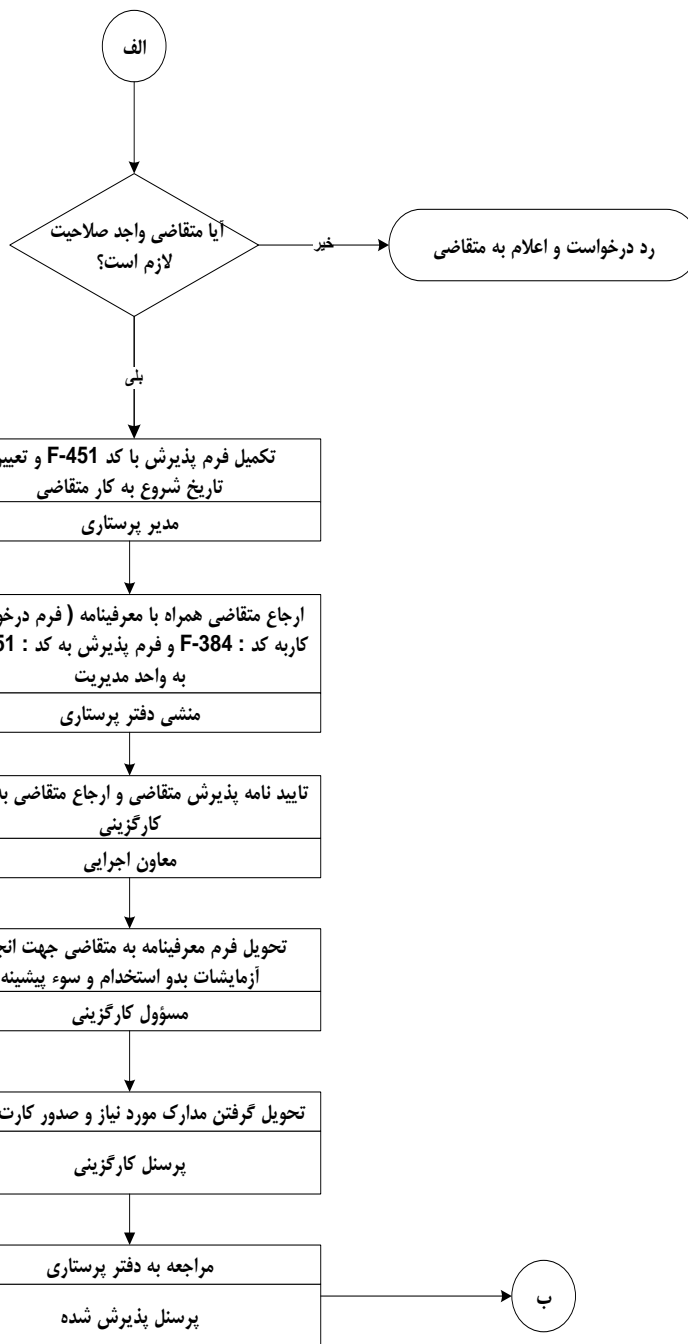 الف
آیا متقاضی واجد صلاحیت
لازم است؟
خیر
رد درخواست و اعلام به متقاضی
بلی
تکمیل فرم پذیرش با کد F-451 و
تاریخ شروع به کار متقاضی
مدیر پرستاری
ارجاع متقاضی همراه با معرفینامه ( فرم
کاربه کد : F-384 و فرم پذیرش به کد :
به واحد مدیریت
منشی دفتر پرستاری
تایید نامه پذیرش متقاضی و ارجاع متقاضی
کارگزینی
معاون اجرایی
تحویل فرم معرفینامه به متقاضی جهت
آزمایشات بدو استخدام و سوء پیشینه
مسؤول کارگزینی
تحویل گرفتن مدارک مورد نیاز و صدور کارت
پرسنل کارگزینی
مراجعه به دفتر پرستاری
پرسنل پذیرش شده
ب